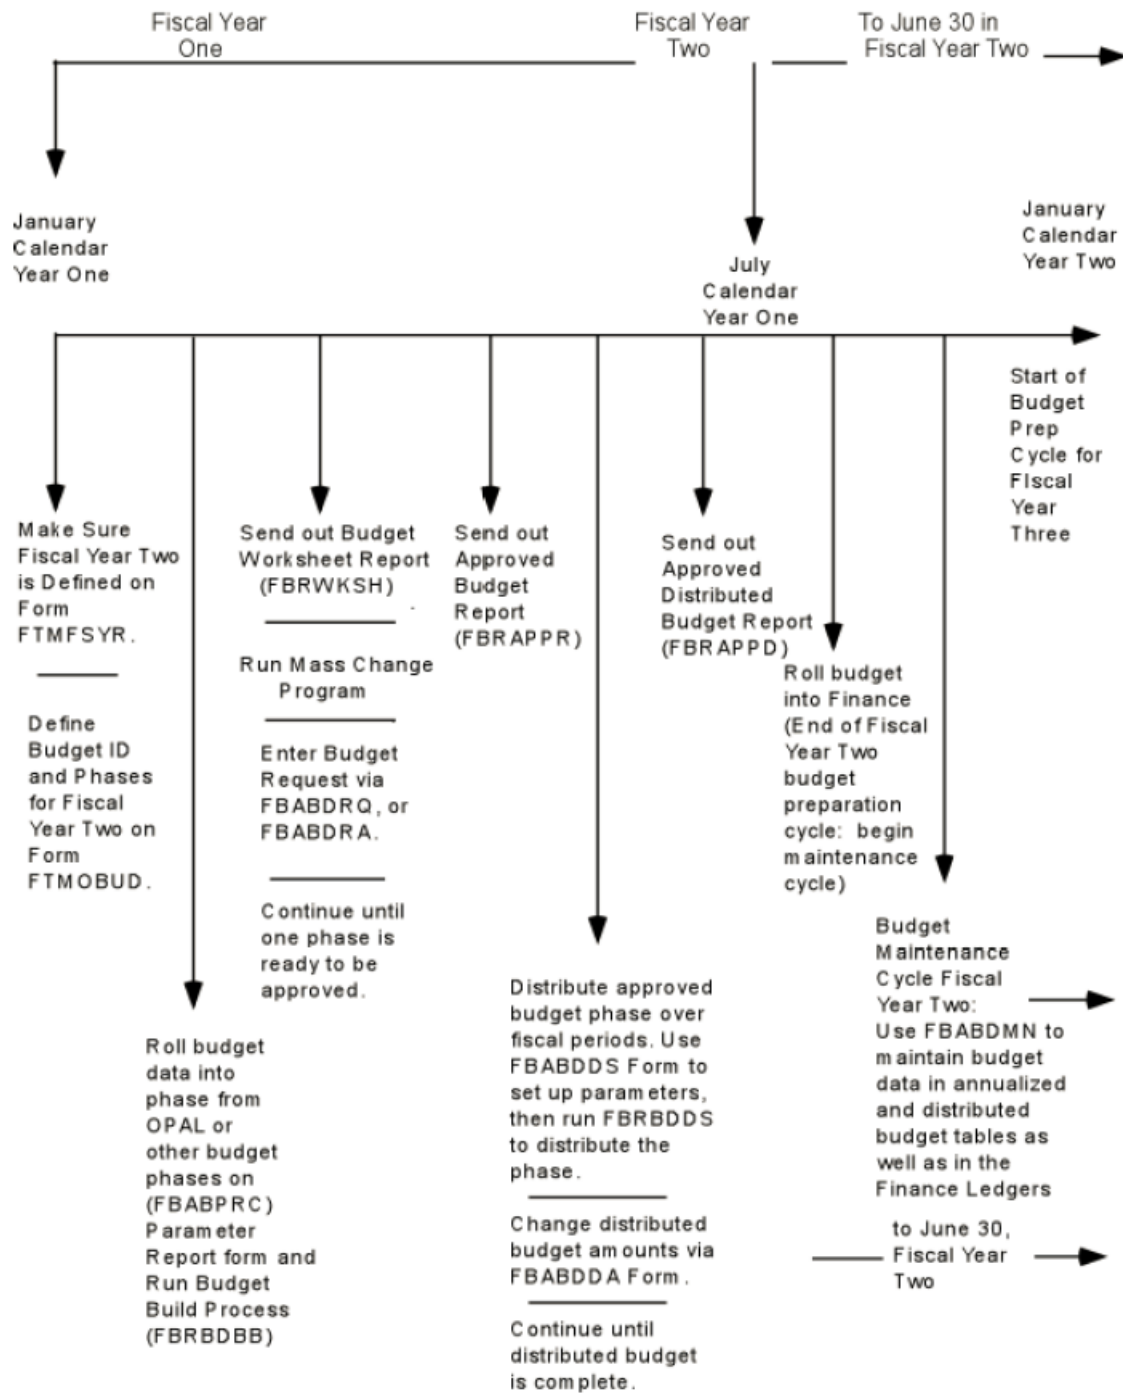 Fiscal Year
One
Fiscal Year
Two
To June 30 in
Fiscal Year Two
January
Calendar
Year One
July
Calendar
Year One
January
Calendar
Year Two
Start of
Budget
Prep
Cycle for
FIscal
Year
Three
Make Sure
Fiscal Year Two
is Defined on
Form
FTMFSYR.
Define
Budget ID
and Phases
for Fiscal
Year Two on
Form
FTMOBUD.
Roll budget
data into
phase from
OPAL or
other budget
phases on
(FBABPRC)
Parameter
Report form and
Run Budget
Build Process
(FBRBDBB)
Send out Budget
Worksheet Report
(FBRWKSH)
Run Mass Change
Program
Enter Budget
Request via
FBABDRQ, or
FBABDRA.
Continue until
one phase is
ready to be
approved.
Send out
Approved
Budget
Report
(FBRAPPR)
Distribute approved
budget phase over
fiscal periods. Use
FBABDDS Form to
set up parameters,
then run FBRBDDS
to distribute the
phase.
Change distributed
budget amounts via
FBABDDA Form.
Continue until
distributed budget
is complete.
Send out
Approved
Distributed
Budget Report
(FBRAPPD)
Roll budget
into Finance
(End of Fiscal
Year Two
budget
preparation
cycle: begin
maintenance
cycle)
Budget
Maintenance
Cycle Fiscal
Year Two:
Use FBABDMN to
maintain budget
data in annualized
and distributed
budget tables as
well as in the
Finance Ledgers
to June 30,
Fiscal Year
Two